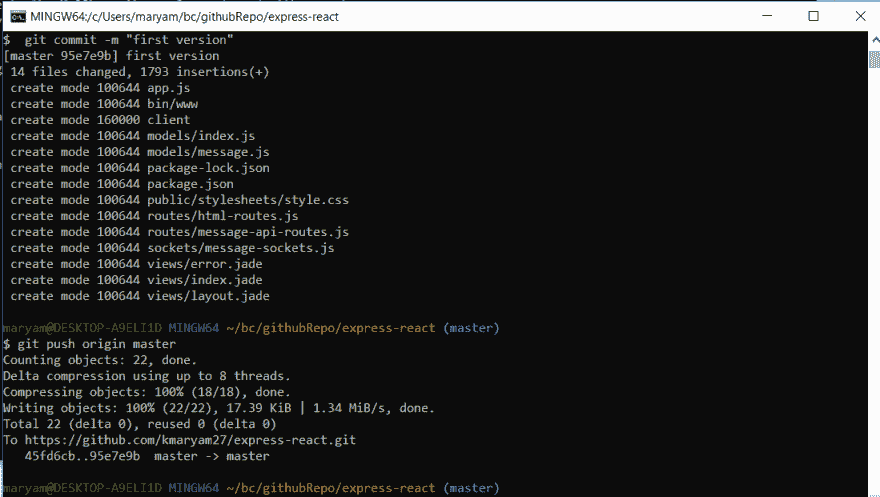 MINGW64:/c/Users/maryam/bc/githubRepo/express-react
$  git commit -m "first version"
[master 95e7e9b] first version
 14 files changed, 1793 insertions(+)
 create mode 100644 app.js
 create mode 100644 bin/www
 create mode 160000 client
 create mode 100644 models/index.js
 create mode 100644 models/message.js
 create mode 100644 package-lock.json
 create mode 100644 package.json
 create mode 100644 public/stylesheets/style.css
 create mode 100644 routes/html-routes.js
 create mode 100644 routes/message-api-routes.js
 create mode 100644 sockets/message-sockets.js
 create mode 100644 views/error.jade
 create mode 100644 views/index.jade
 create mode 100644 views/layout.jade
maryam@DESKTOP-A9ELI1D MINGW64 ~/bc/githubRepo/express-react (master)
$ git push origin master
Counting objects: 22, done.
Delta compression using up to 8 threads.
Compressing objects: 100% (18/18), done.
Writing objects: 100% (22/22), 17.39 KiB | 1.34 MiB/s, done.
Total 22 (delta 0), reused 0 (delta 0)
To https://github.com/kmaryam27/express-react.git
   45fd6cb..95e7e9b  master -> master
maryam@DESKTOP-A9ELI1D MINGW64 ~/bc/githubRepo/express-react (master)